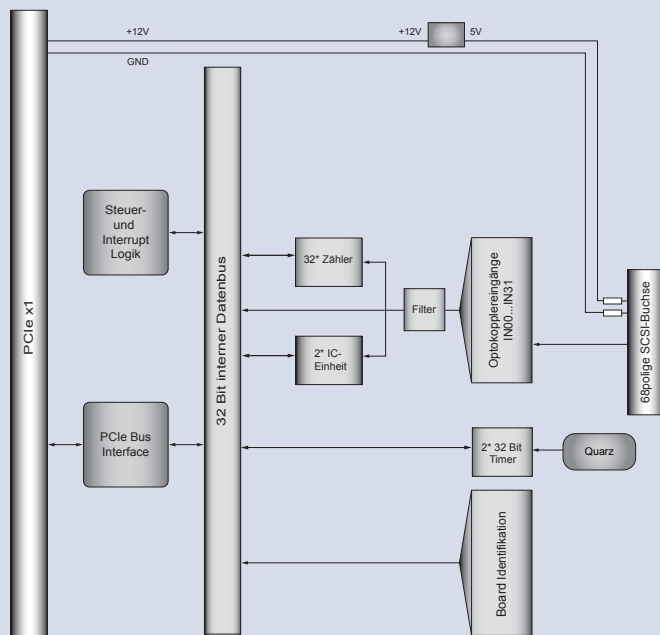 +12V
+12V
5V
GND
PCIe x1
Steuer-
und
Interrupt
Logik
PCIe Bus
Interface
32 Bit interner Datenbus
32* Zähler
2* IC-
Einheit
Filter
Optokopplereingänge
IN00...IN31
68polige SCSI-Buchse
2* 32 Bit
Timer
Quarz
Board Identifikation